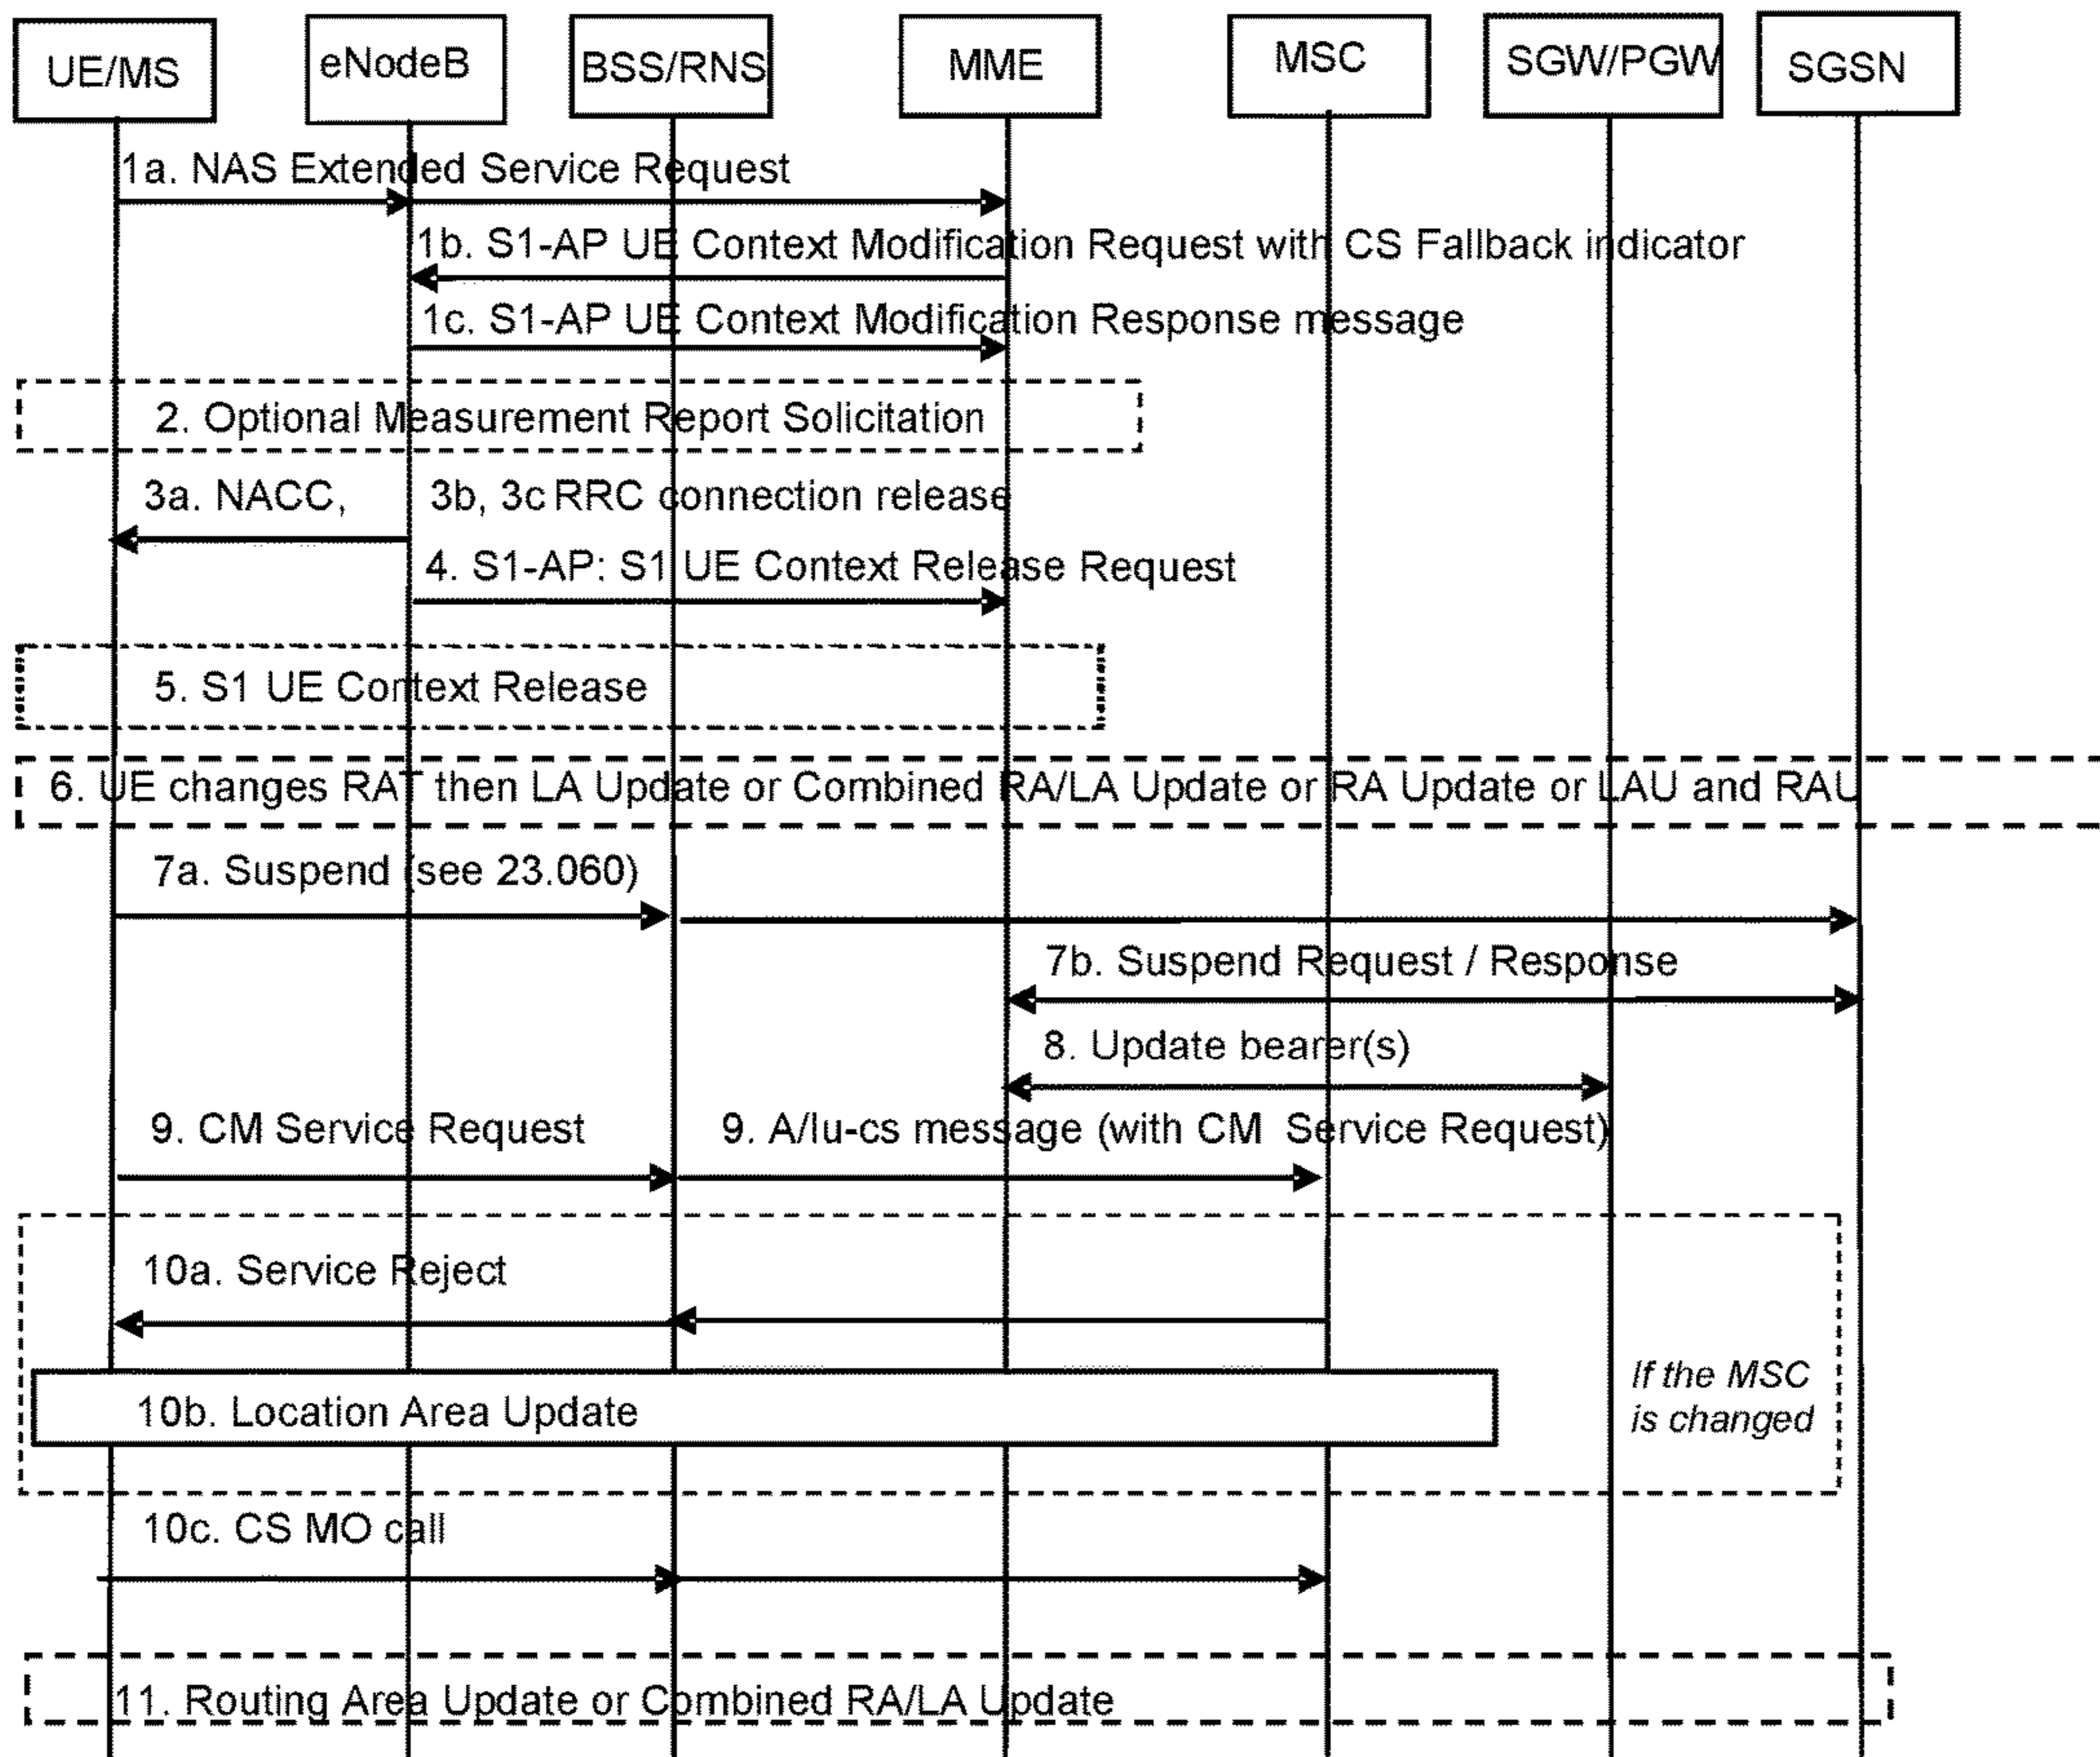 UE/MS
eNodeB
BSS/RNS
MME
MSC
SGW/PGW
SGSN
1a. NAS Extended Service Request
1b. S1-AP UE Context Modification Request with CS Fallback indicator
1c. S1-AP UE Context Modification Response message
2. Optional Measurement Report Solicitation
3a. NACC,
3b, 3c RRC connection release
4. S1-AP: S1 UE Context Release Request
5. S1 UE Context Release
6. UE changes RAT then LA Update or Combined RA/LA Update or RA Update or LAU and RAU
7a. Suspend (see 23.060)
7b. Suspend Request / Response
8. Update bearer(s)
9. CM Service Request
9. A/Iu-cs message (with CM Service Request)
10a. Service Reject
If the MSC
is changed
10b. Location Area Update
10c. CS MO call
11. Routing Area Update or Combined RA/LA Update